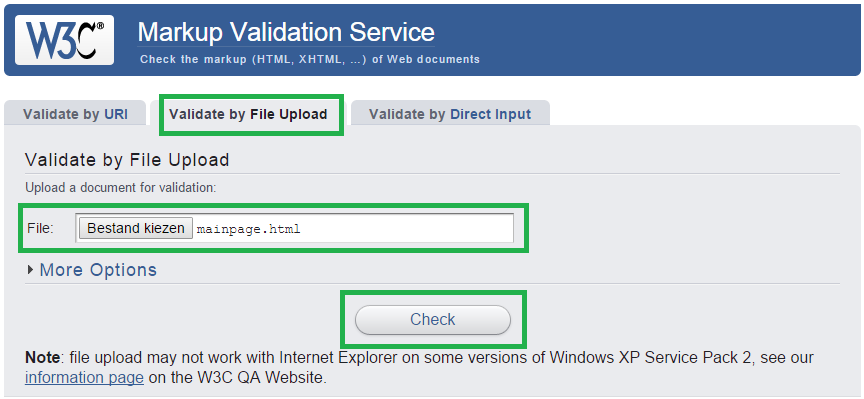 W3C® Markup Validation Service
Check the markup (HTML, XHTML, ...) of Web documents
Validate by URI Validate by File Upload Validate by Direct Input
Validate by File Upload
Upload a document for validation:
File: Bestand kiezen mainpage.html
More Options
Check
Note: file upload may not work with Internet Explorer on some versions of Windows XP Service Pack 2, see our
information page on the W3C QA Website.